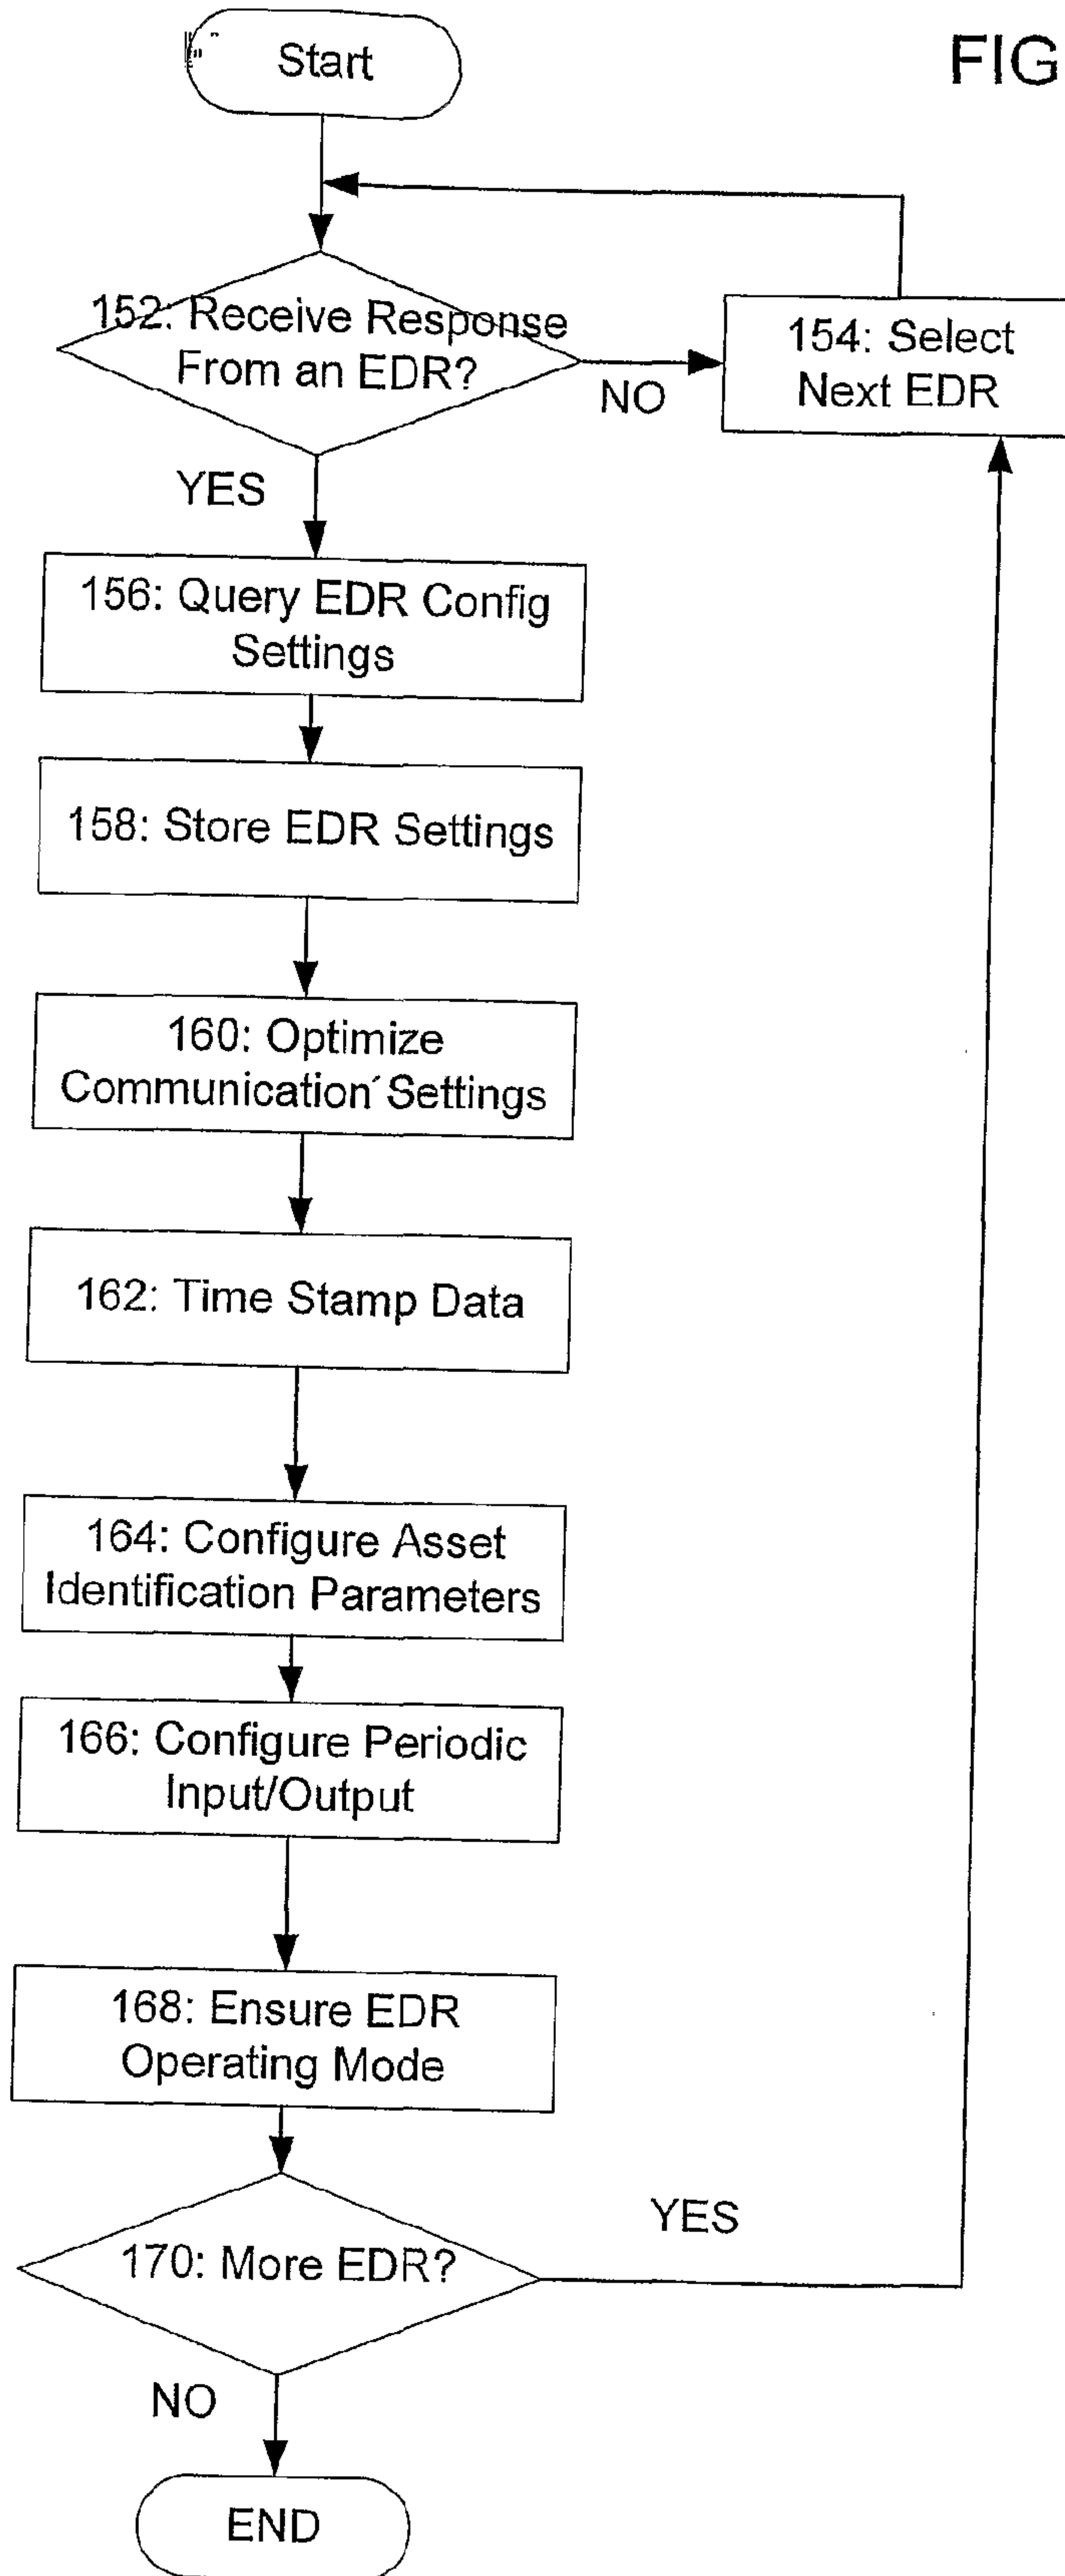 FIG
Start
152: Receive Response
From an EDR?
NO
154: Select
Next EDR
YES
156: Query EDR Config
Settings
158: Store EDR Settings
160: Optimize
Communication Settings
162: Time Stamp Data
164: Configure Asset
Identification Parameters
166: Configure Periodic
Input/Output
168: Ensure EDR
Operating Mode
170: More EDR?
YES
NO
END